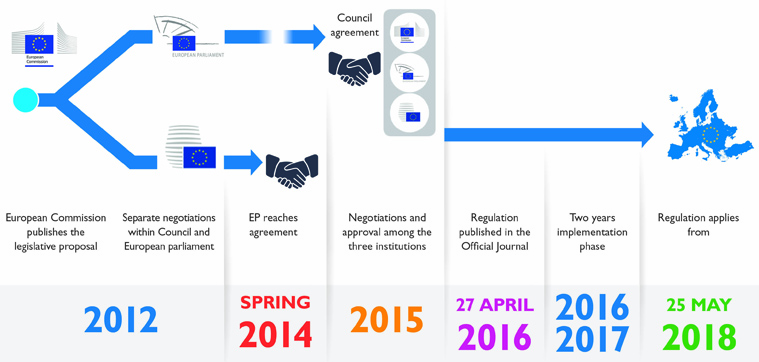 European
Commission
EUROPEAN PARLIAMENT
Council
agreement
European Commission
publishes the
legislative proposal
Separate negotiations
within Council and
European parliament
EP reaches
agreement
Negotiations and
approval among the
three institutions
Regulation
published in the
Official Journal
Two years
implementation
phase
Regulation applies
from
2012
SPRING
2014
2015
27 APRIL
2016
2016
2017
25 MAY
2018